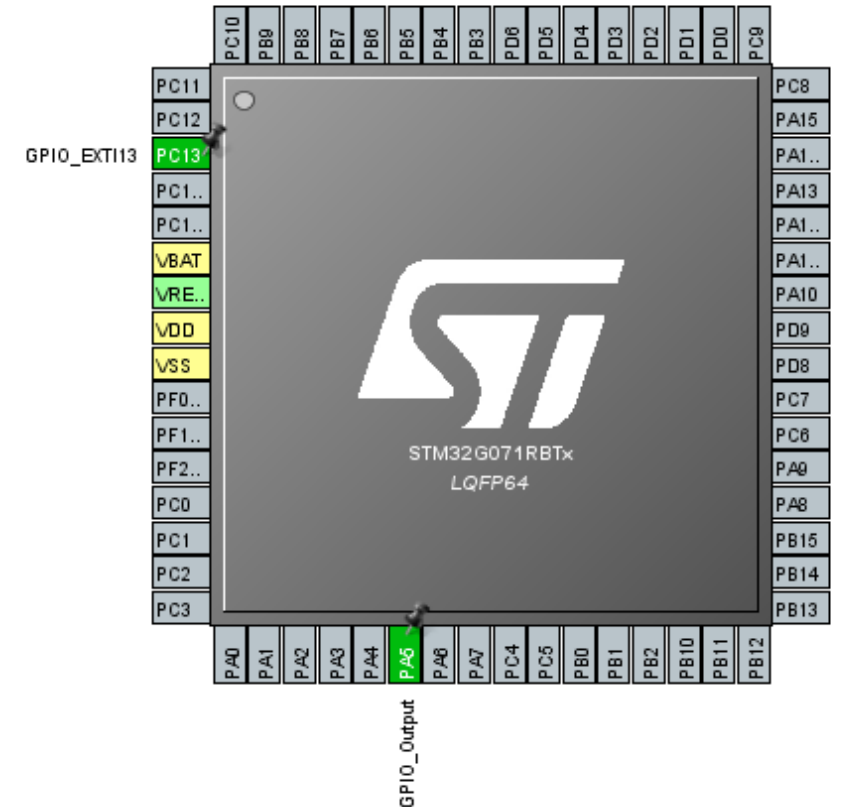 PC10
PB9
PB8
PB7
PB6
PB5
PB4
PB3
PD6
PD5
PD4
PD3
PD2
PD1
PD0
PC9
PC11
PC12
GPIO_EXTI13 PC13
PC1..
PC1..
VBAT
VRE..
VDD
VSS
PF0..
PF1..
PF2..
PC0
PC1
PC2
PC3
PC8
PA15
PA1..
PA13
PA1..
PA1..
PA10
PD9
PD8
PC7
PC6
PA9
PA8
PB15
PB14
PB13
ST
STM32G071RBTx
LQFP64
PA0
PA1
PA2
PA3
PA4
PA5
PA6
PA7
PC4
PC5
PB0
PB1
PB2
PB10
PB11
PB12
GPIO_Output